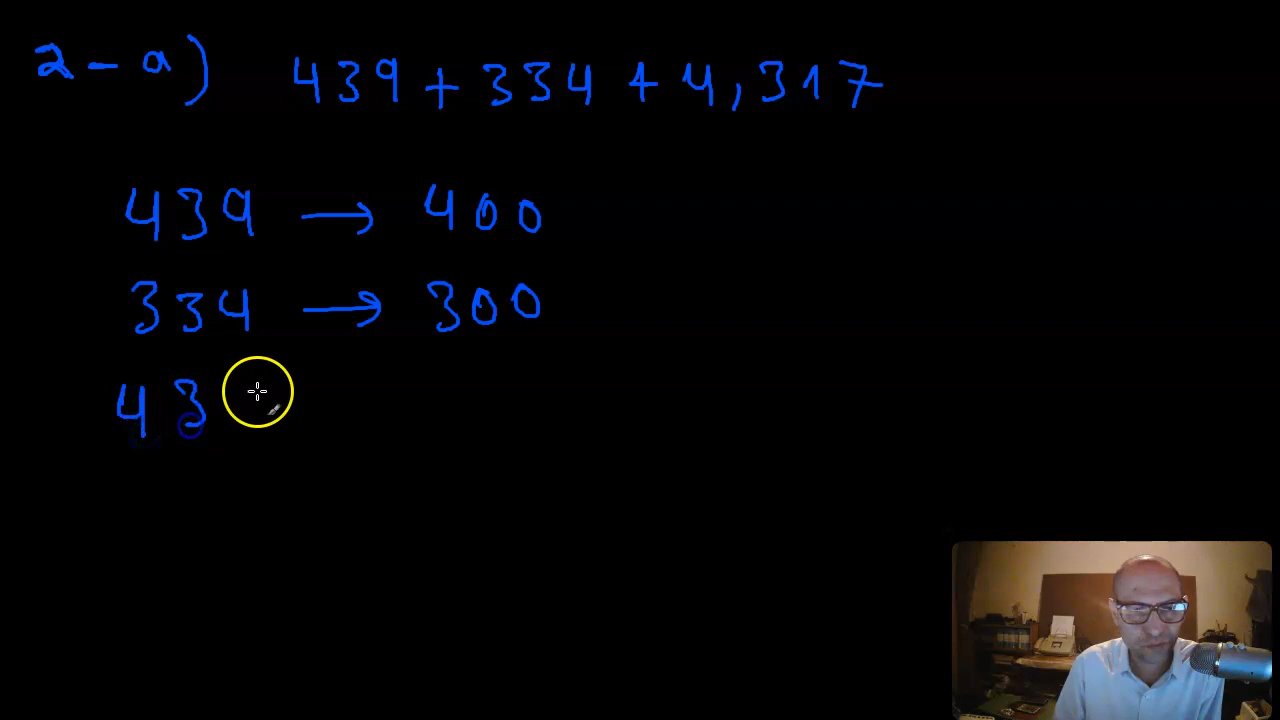 2 - a) 439 + 334 + 4,317
439 → 400
334 → 300
43